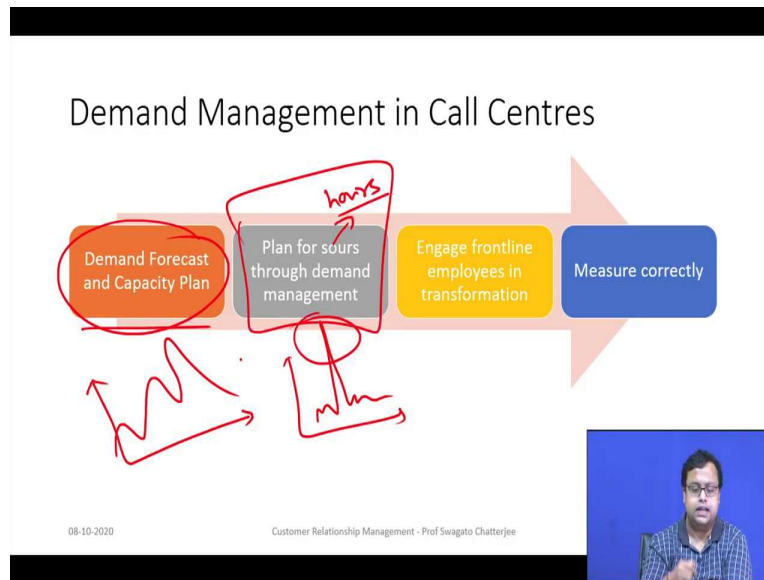 Demand Management in Call Centres
hours
Demand Forecast
and Capacity Plan
Plan for sours
through demand
management
Engage frontline
employees in
transformation
Measure correctly
08-10-2020
Customer Relationship Management - Prof Swagato Chatterjee